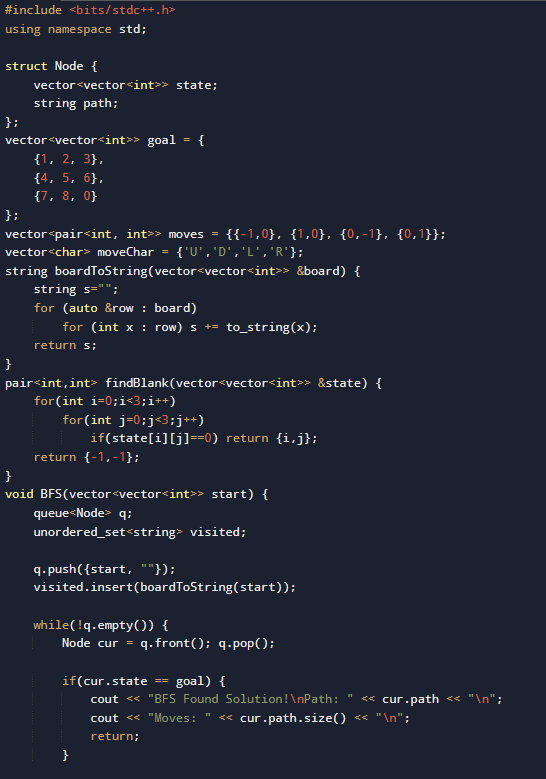 #include <bits/stdc++.h>
using namespace std;

struct Node {
    vector<vector<int>> state;
    string path;
};
vector<vector<int>> goal = {
    {1, 2, 3},
    {4, 5, 6},
    {7, 8, 0}
};
vector<pair<int, int>> moves = {{-1,0}, {1,0}, {0,-1}, {0,1}};
vector<char> moveChar = {'U','D','L','R'};
string boardToString(vector<vector<int>> &board) {
    string s="";
    for (auto &row : board)
        for (int x : row) s += to_string(x);
    return s;
}
pair<int,int> findBlank(vector<vector<int>> &state) {
    for(int i=0;i<3;i++)
        for(int j=0;j<3;j++)
            if(state[i][j]==0) return {i,j};
    return {-1,-1};
}
void BFS(vector<vector<int>> start) {
    queue<Node> q;
    unordered_set<string> visited;

    q.push({start, ""});
    visited.insert(boardToString(start));

    while(!q.empty()) {
        Node cur = q.front(); q.pop();

        if(cur.state == goal) {
            cout << "BFS Found Solution!\nPath: " << cur.path << "\n";
            cout << "Moves: " << cur.path.size() << "\n";
            return;
        }